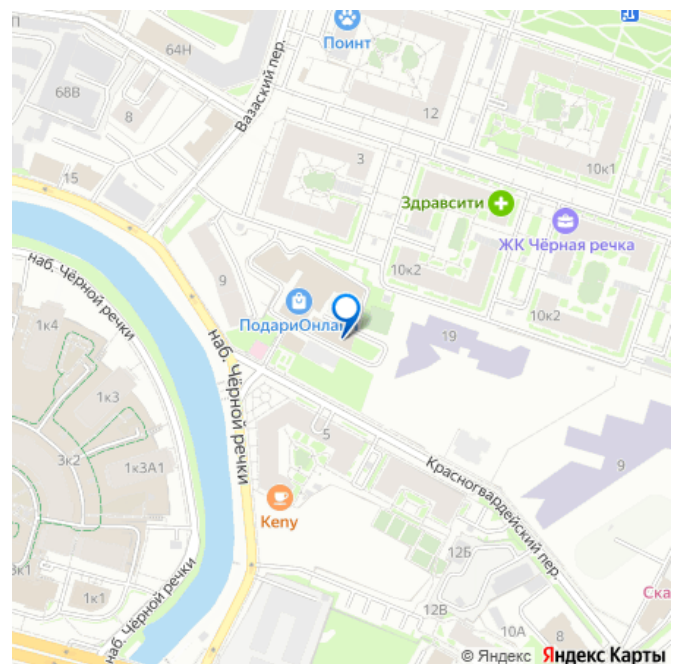 П
64Н
Поинт
68В
8
Вазаский пер.
12
3
10к1
15
Здравсити
ЖК Чёрная речка
наб. Чёрной речки
9
10к2
1к4
ПодариОнлай
наб. Чёрной речки
19
10к2
1к3
3к2
1к3А1
5
Красногвардейский пер.
9
Keny
12Б
3к1
1к1
наб. Чёрной речки
12В
10А
8
Ска
© Яндекс Яндекс Карты